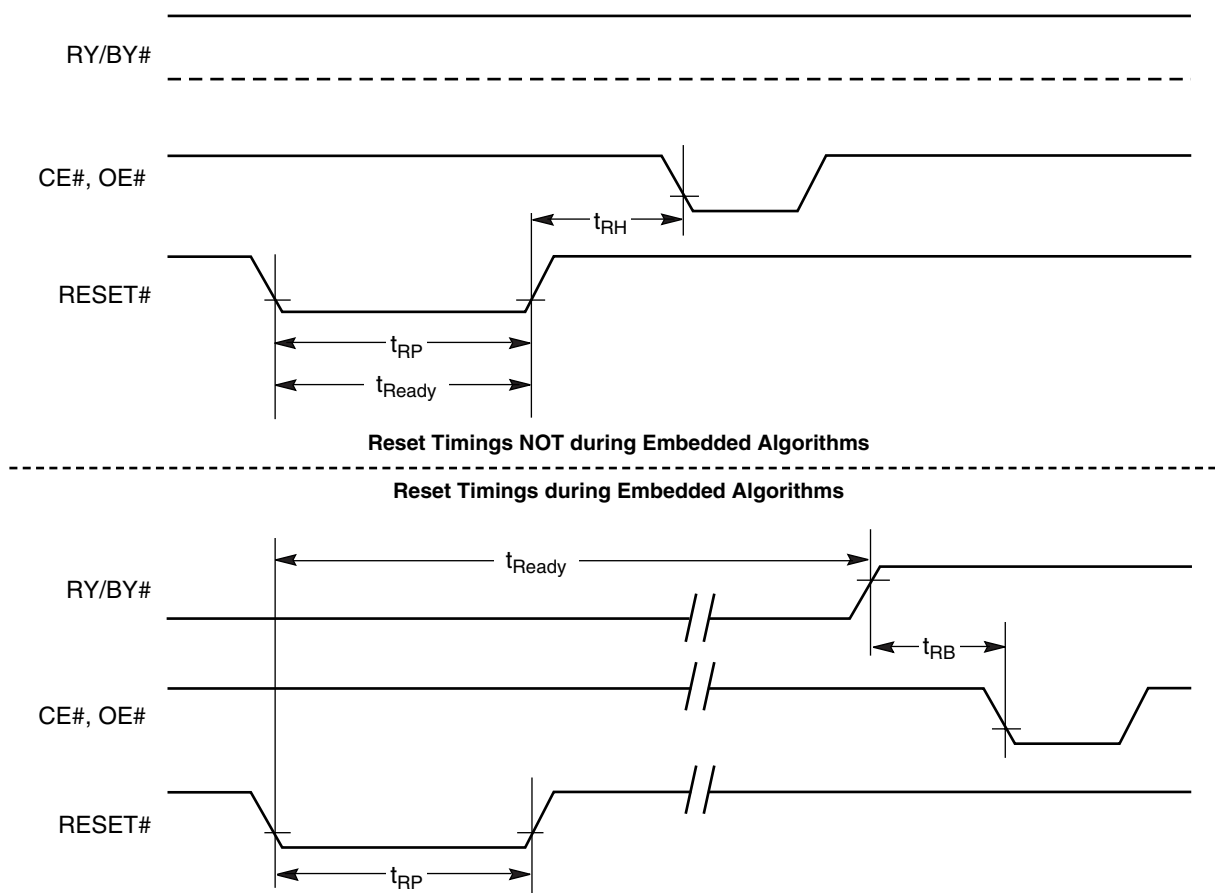 RY/BY#
CE#, OE#
tRH
RESET#
tRP
tReady
Reset Timings NOT during Embedded Algorithms
Reset Timings during Embedded Algorithms
tReady
RY/BY#
tRB
CE#, OE#
RESET#
tRP